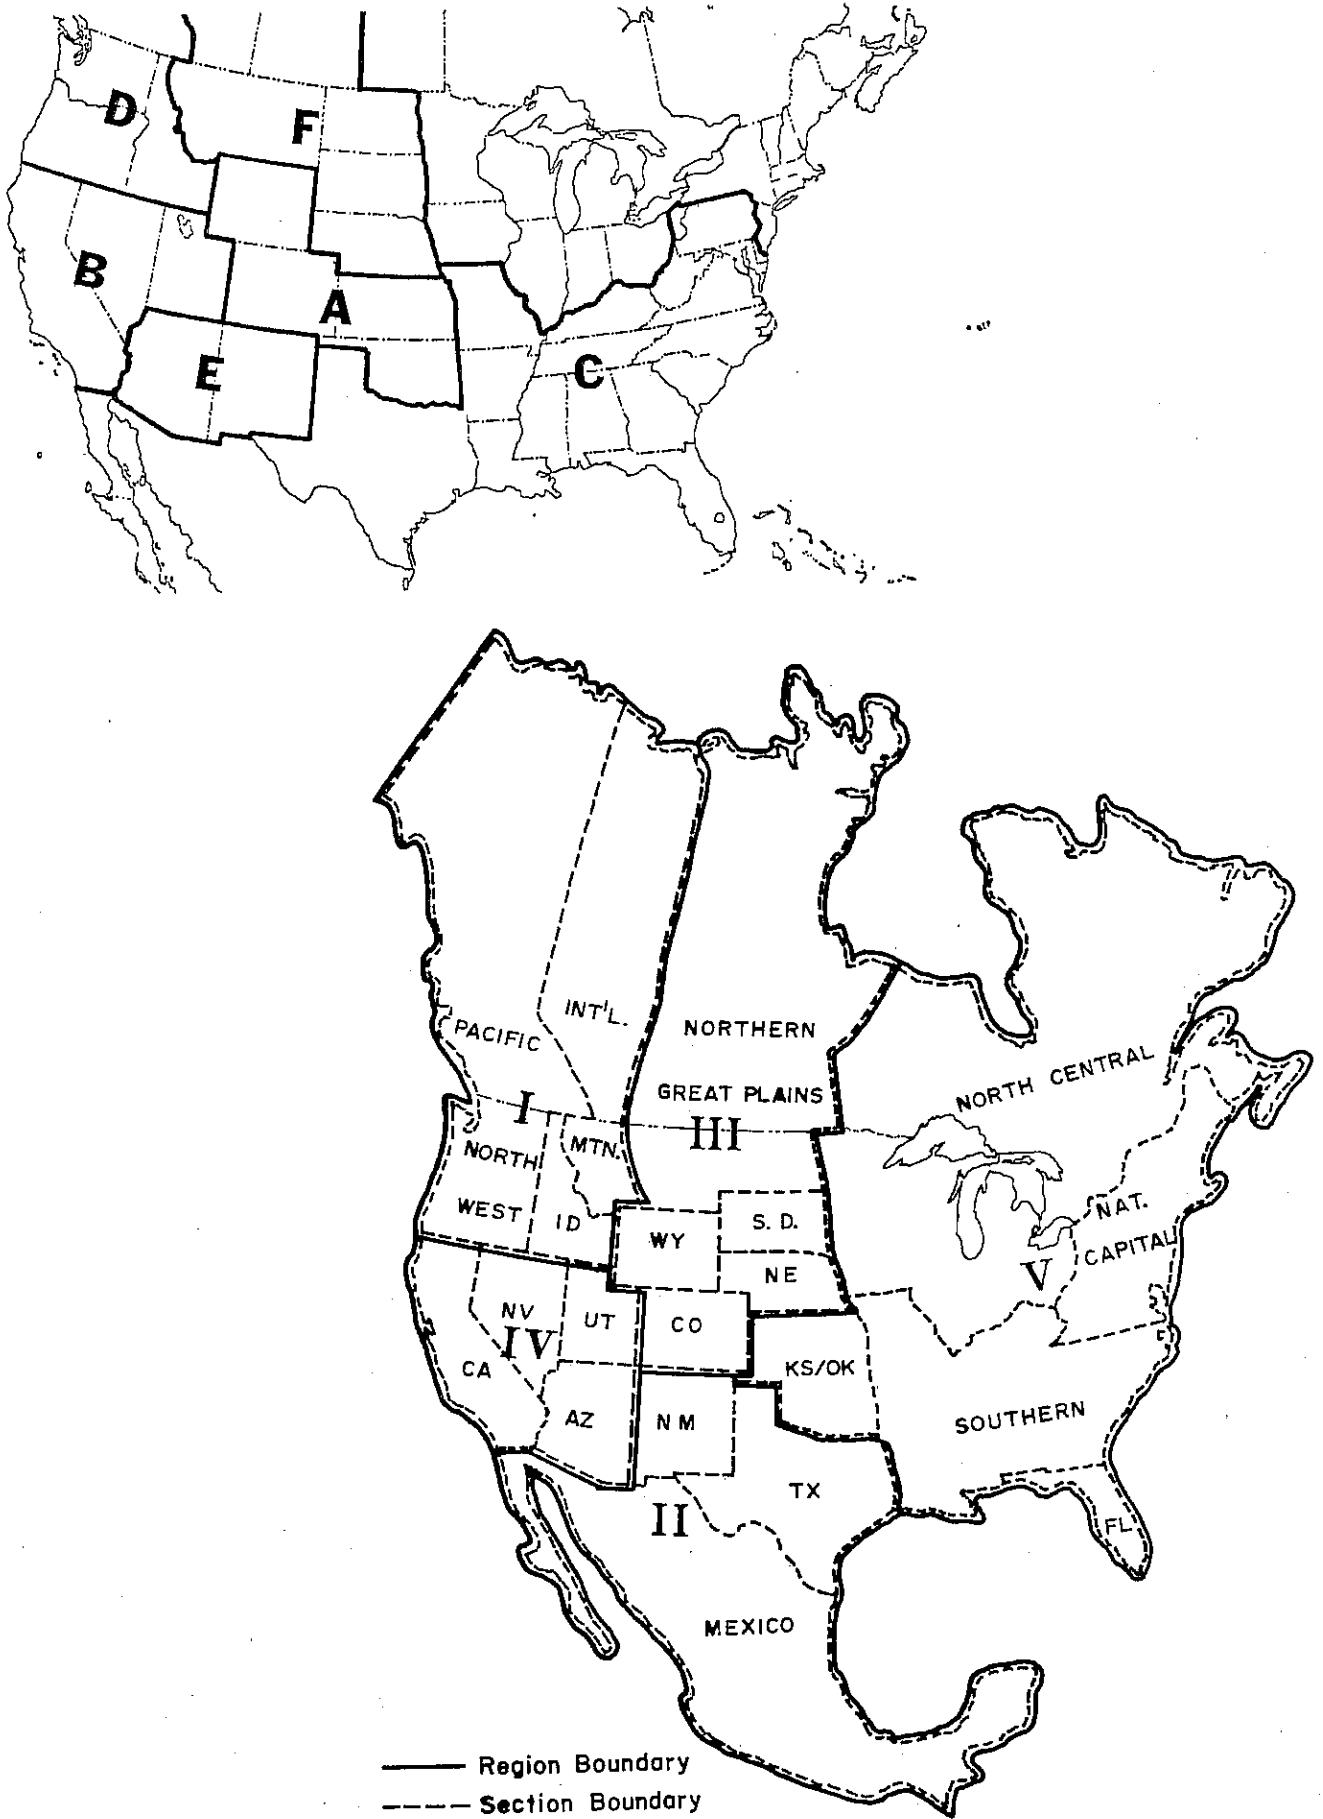 D
F
B
A
E
C
PACIFIC
INT'L.
NORTHERN
GREAT PLAINS
NORTH CENTRAL
I
III
NORTH
WEST
MTN.
ID
WY
S. D.
NE
NAT.
CAPITAL
V
NV
IV
UT
CO
CA
KS/OK
AZ
NM
SOUTHERN
TX
II
FL
MEXICO
Region Boundary
Section Boundary